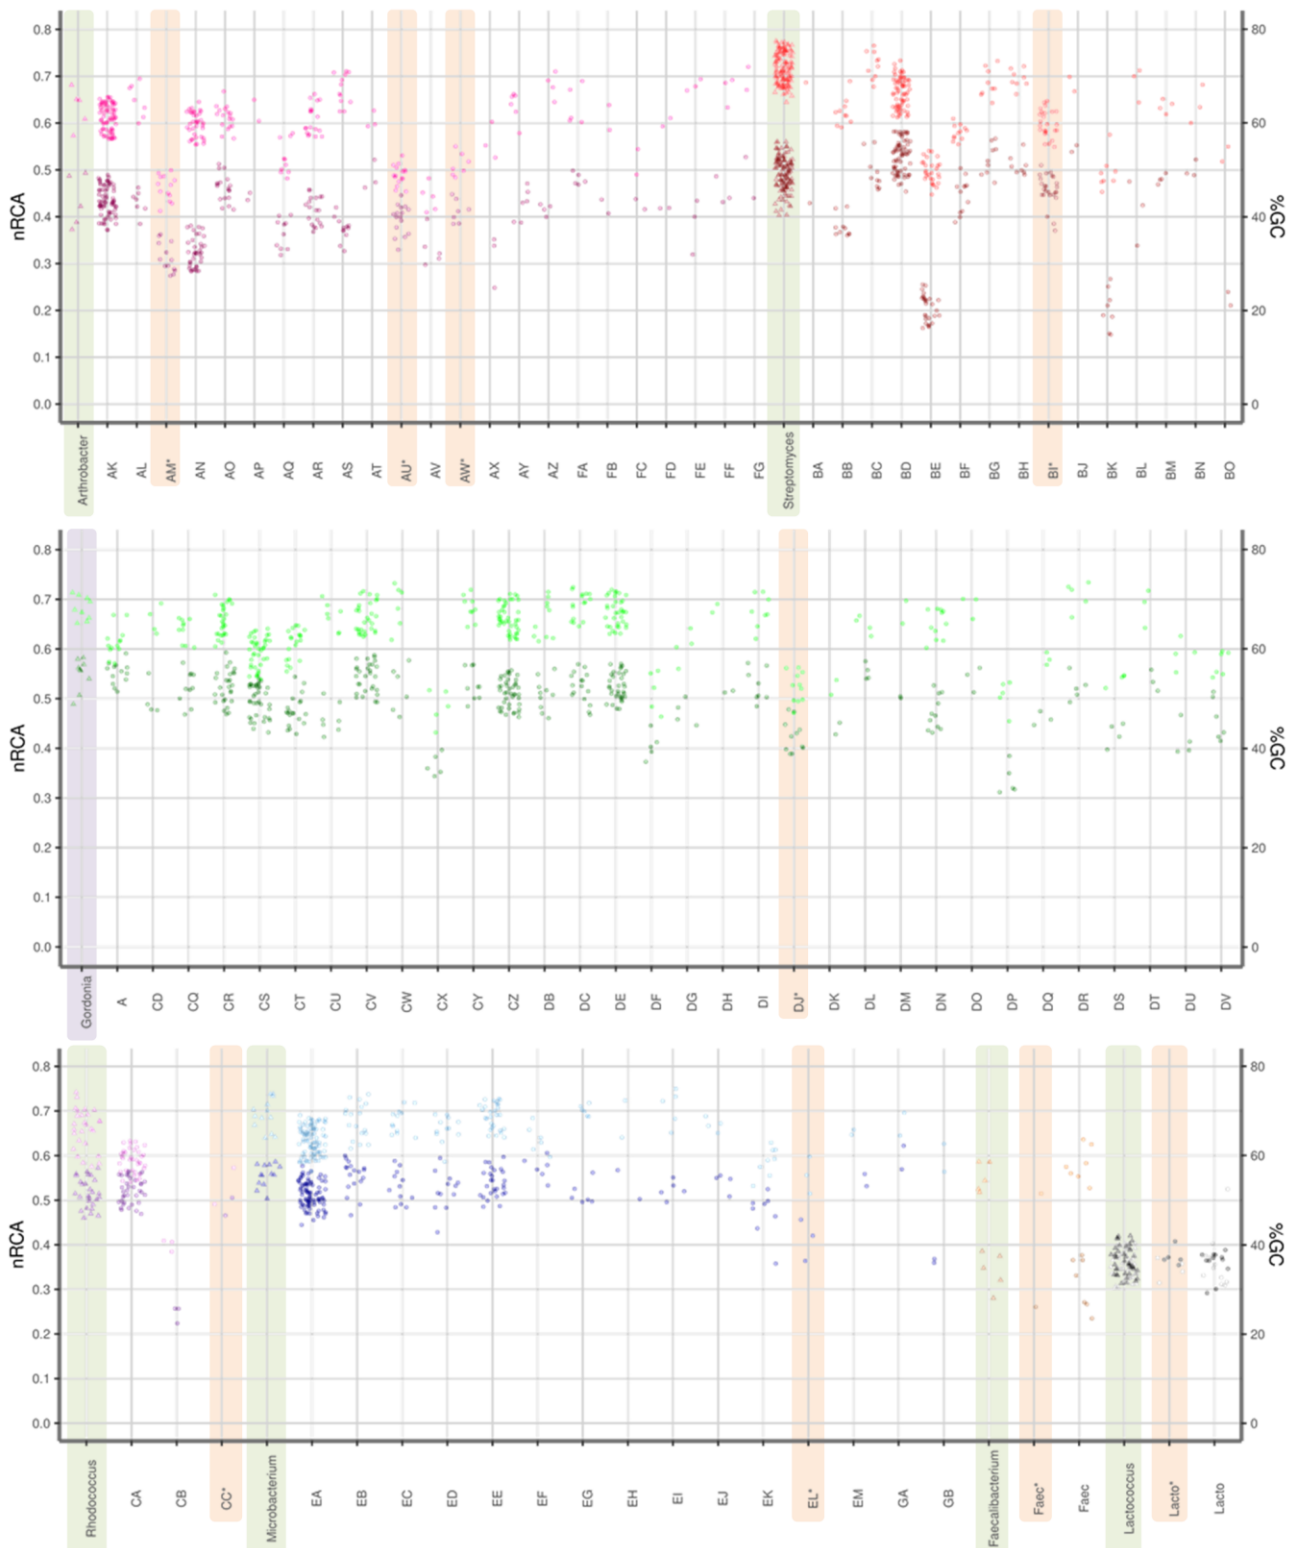 0.8
0.7
0.6
0.5
0.4
0.3
0.2
0.1
0.0
nRCA
80
60
40
20
0
%GC
Arthrobacter
AK
AL
AM*
AN
AO
AP
AQ
AR
AS
AT
AU*
AV
AW*
AX
AY
AZ
FA
FB
FC
FD
FE
FF
FG
Streptomyces
BA
BB
BC
BD
BE
BF
BG
BH
BI*
BJ
BK
BL
BM
BN
BO
0.8
0.7
0.6
0.5
0.4
0.3
0.2
0.1
0.0
nRCA
80
60
40
20
0
%GC
Gordonia
A
CD
CQ
CR
CS
CT
CU
CV
CW
CX
CY
CZ
DB
DC
DE
DF
DG
DH
DI
DJ*
DK
DL
DM
DN
DO
DP
DQ
DR
DS
DT
DU
DV
0.8
0.7
0.6
0.5
0.4
0.3
0.2
0.1
0.0
nRCA
80
60
40
20
0
%GC
Rhodococcus
CA
CB
CC*
Microbacterium
EA
EB
EC
ED
EE
EF
EG
EH
EI
EJ
EK
EL*
EM
GA
GB
Faecalibacterium
Faec*
Faec
Lactococcus
Lacto*
Lacto